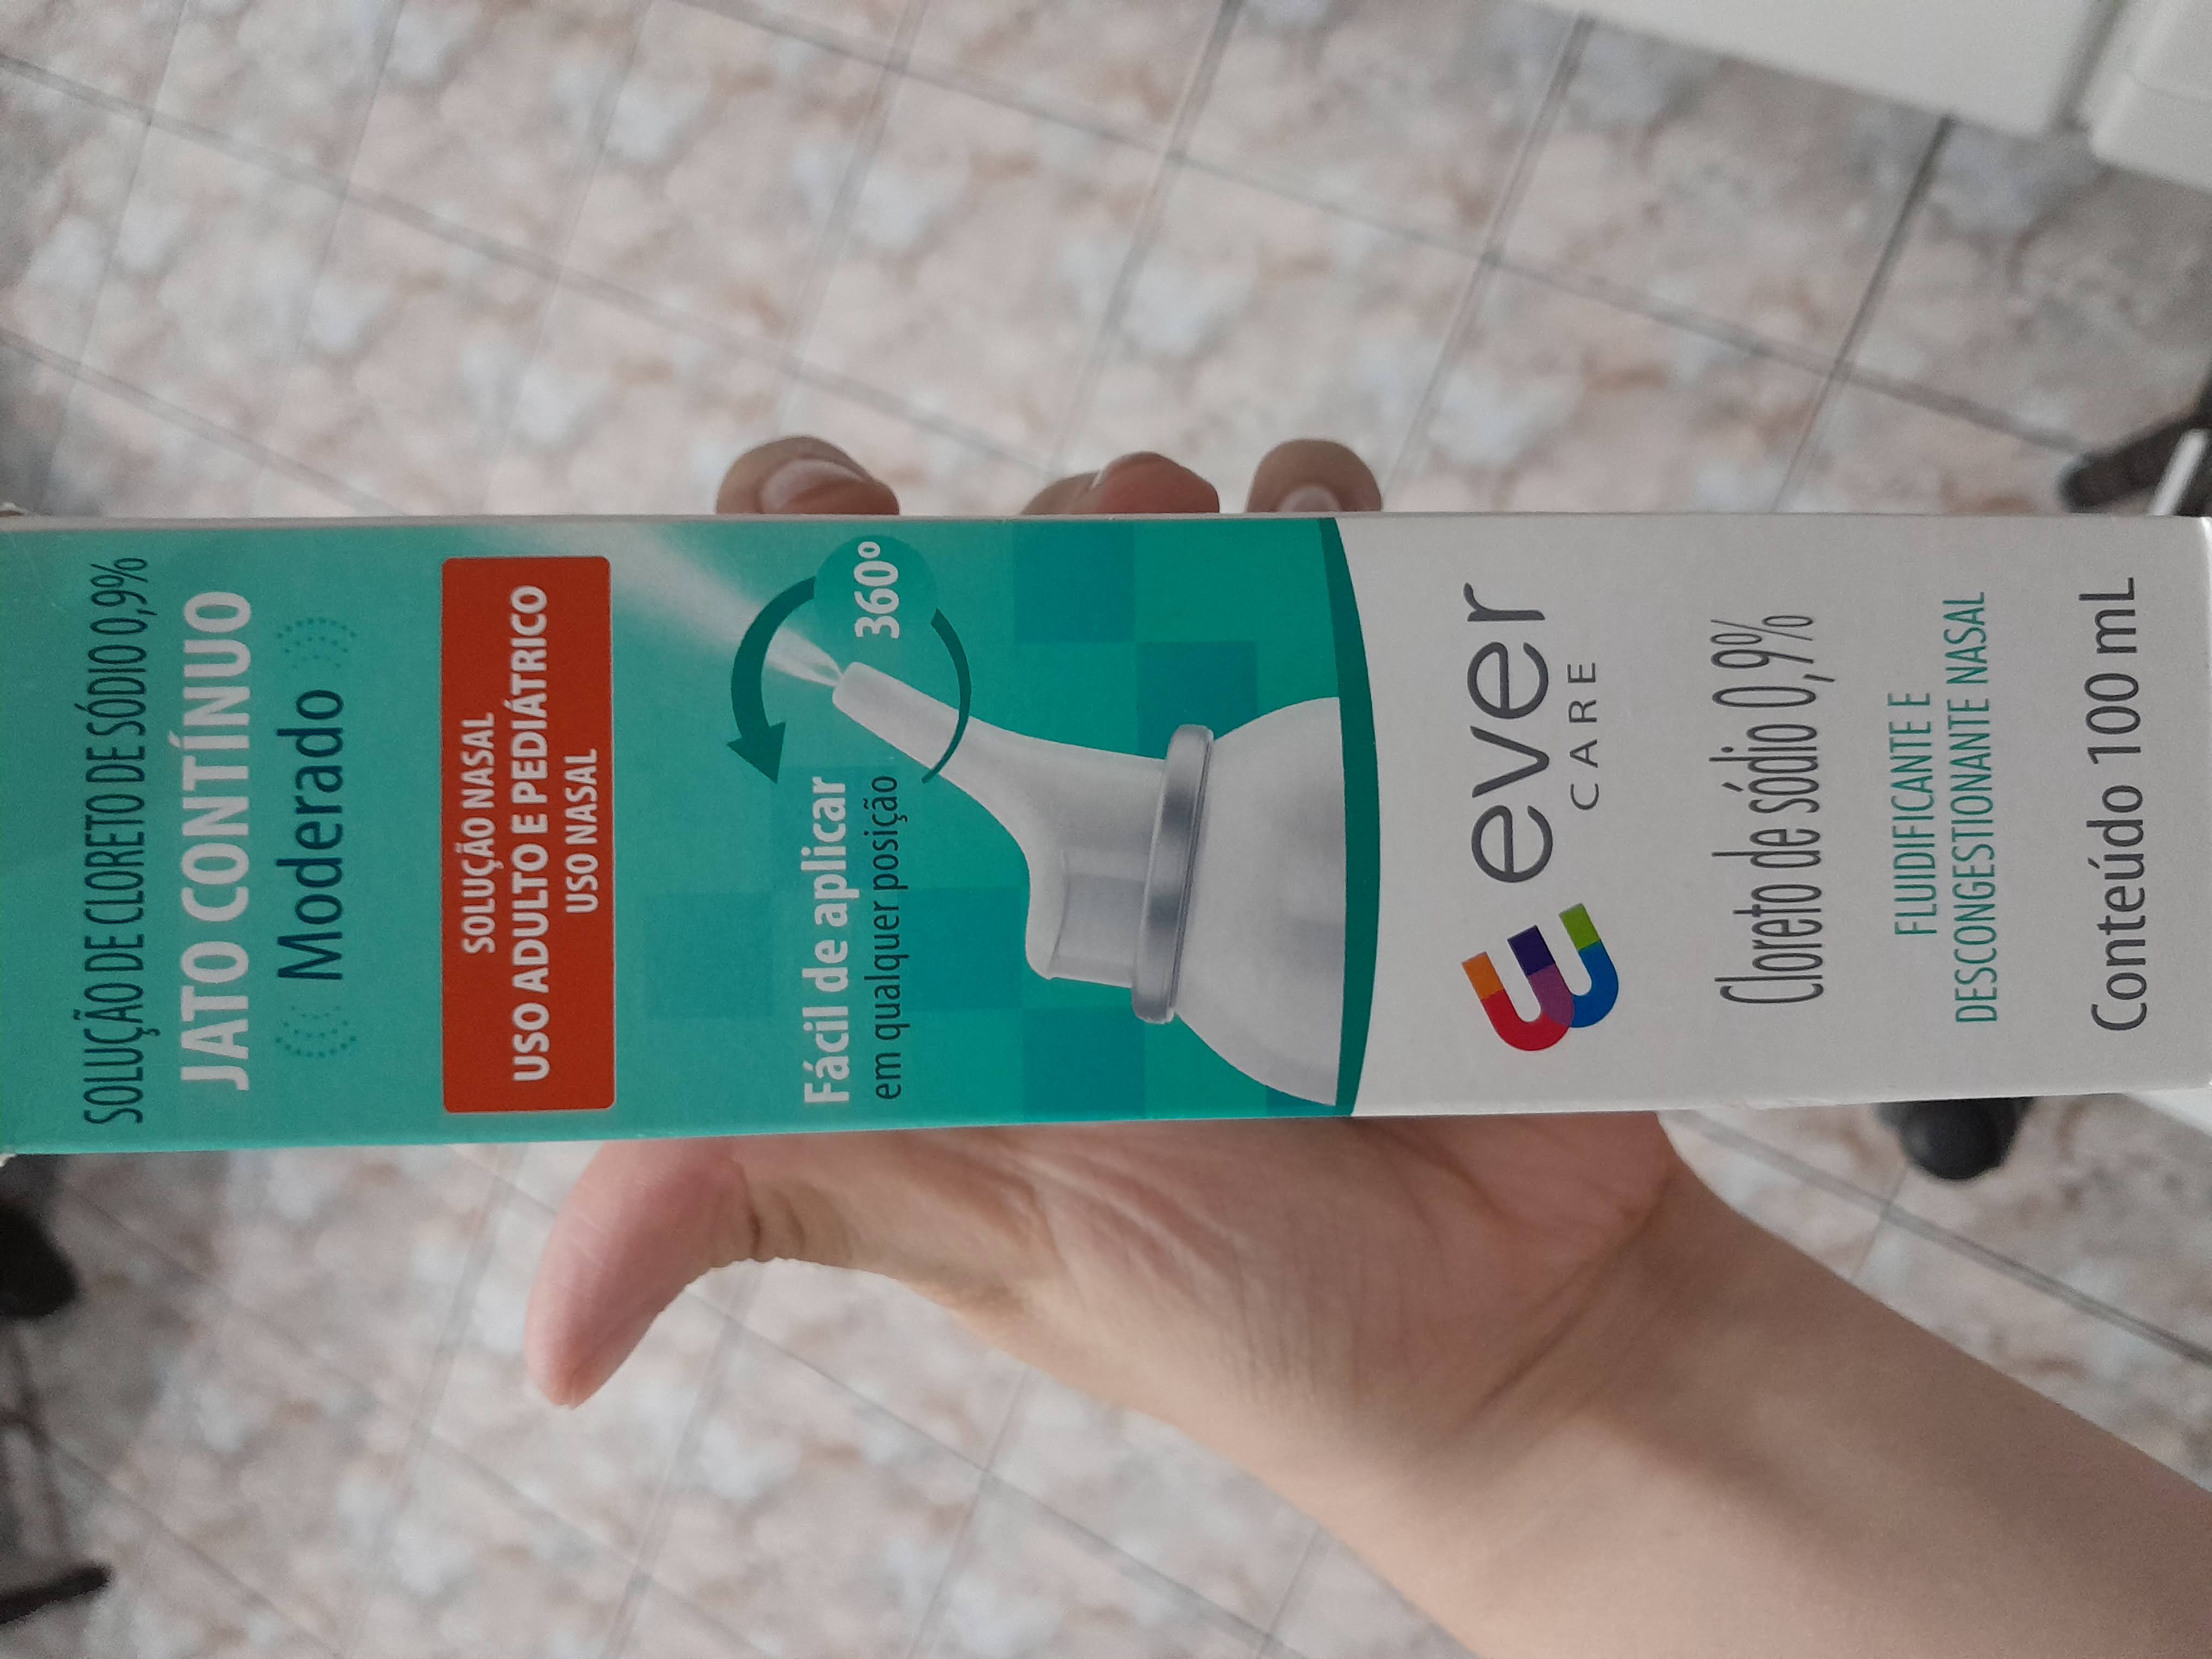 SOLUÇÃO DE CLORETO DE SÓDIO 0,9%
JATO CONTÍNUO
Moderado
SOLUÇÃO NASAL
USO ADULTO E PEDIÁTRICO
USO NASAL
Fácil de aplicar
em qualquer posição
360º
ever
CARE
Cloreto de sódio 0,9%
FLUIDIFICANTE E
DESCONGESTIONANTE NASAL
Conteúdo 100 mL